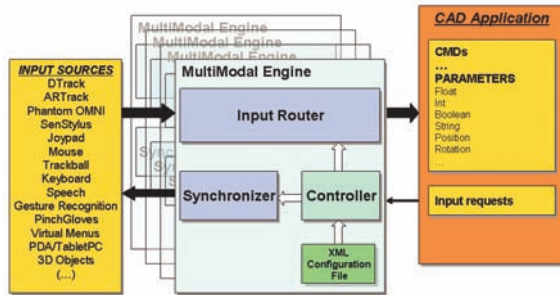 INPUT SOURCES
DTrack
ARTrack
Phantom OMNI
SenStylus
Joypad
Mouse
Trackball
Keyboard
Speech
Gesture Recognition
PinchGloves
Virtual Menus
PDA/TabletPC
3D Objects
(...)
MultiModal Engine
MultiModal Engine
MultiModal Engine
MultiModal Engine
Input Router
Sync
Sy
S
Synchronizer
Controller
XML
Configuration
File
CAD Application
CMDs
...
PARAMETERS
Float
Int
Boolean
String
Position
Rotation
...
Input requests